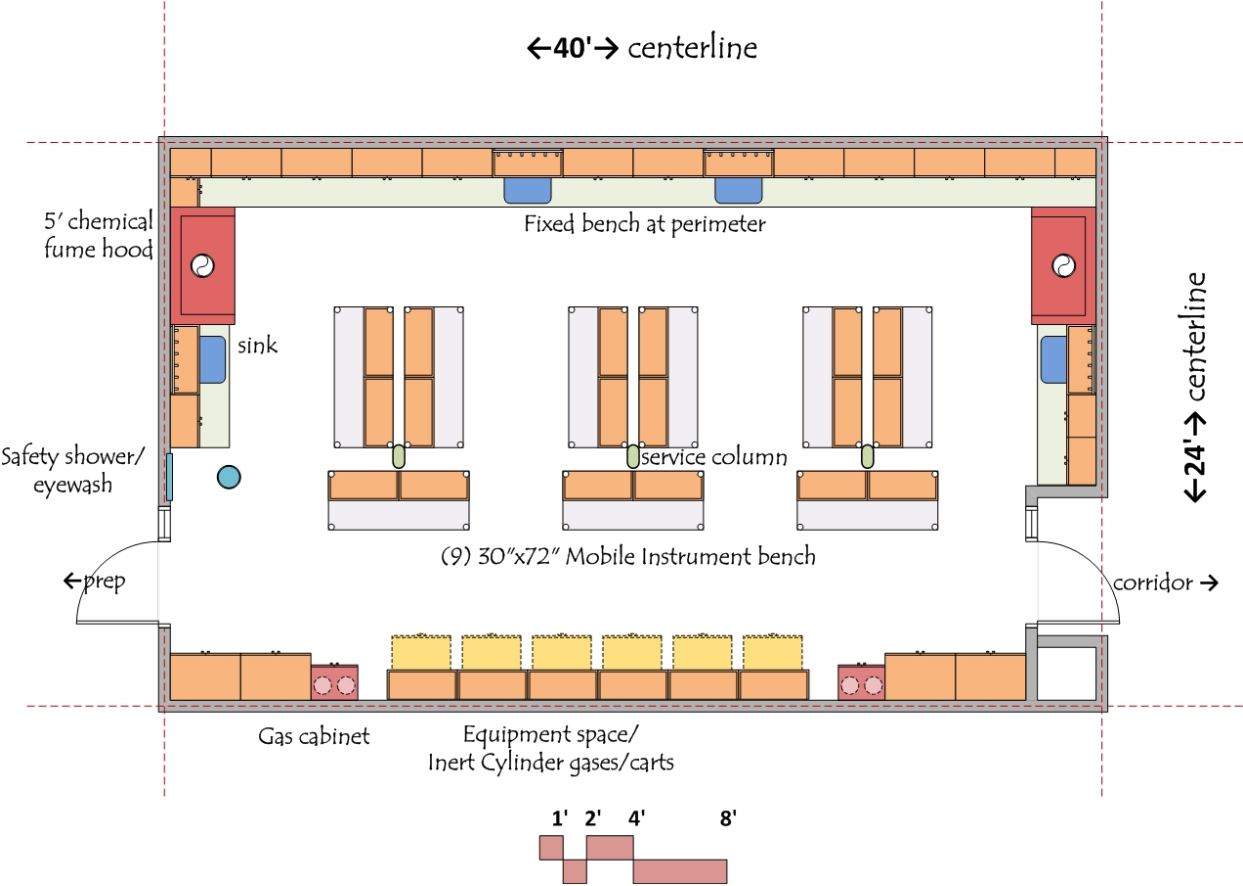 ←40'→ centerline
5' chemical
fume hood
Fixed bench at perimeter
←24'→ centerline
sink
Safety shower/
eyewash
service column
(9) 30"x72" Mobile Instrument bench
←prep
corridor →
Gas cabinet
Equipment space/
Inert Cylinder gases/carts
1' 2' 4' 8'